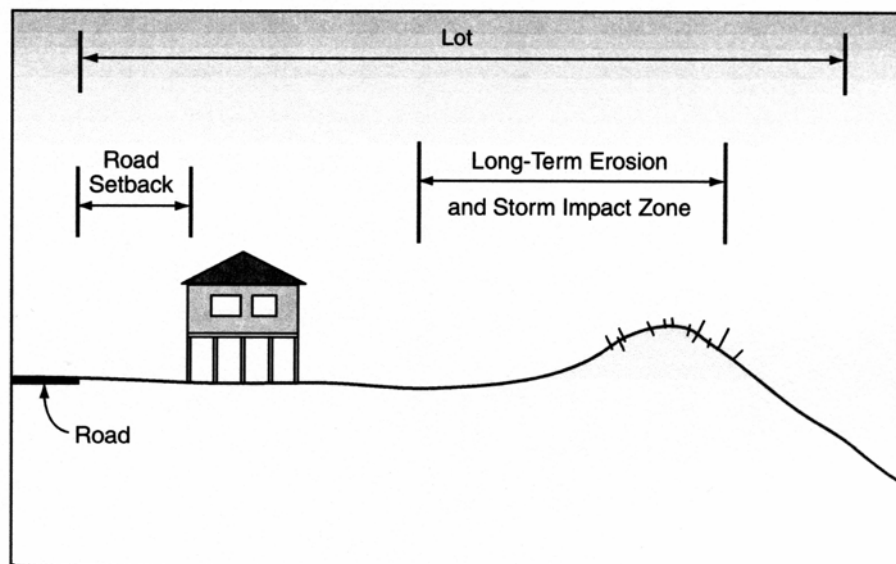 Lot
Road
Setback
Long-Term Erosion
and Storm Impact Zone
Road